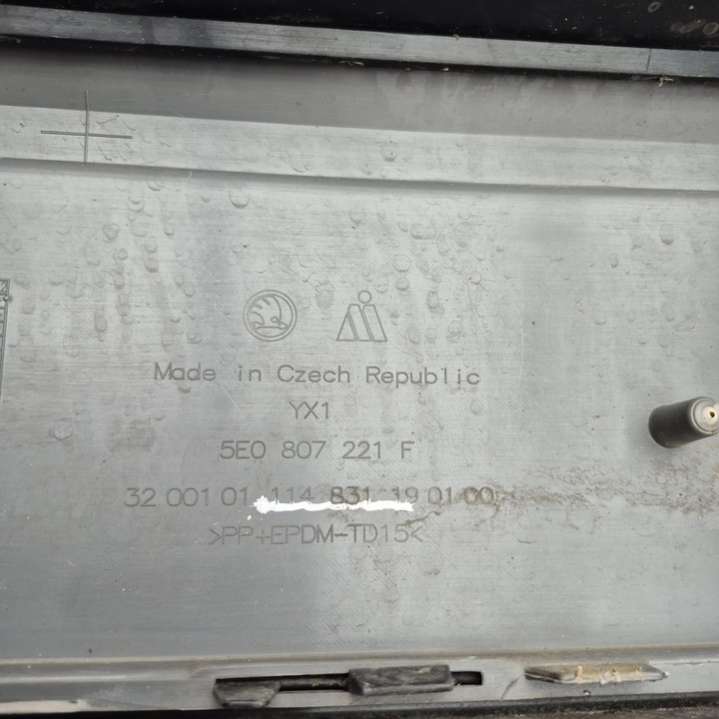 Made in Czech Republic
YX1
5E0 807 221 F
32 001 01 114 831 19 01 00
>PP+EPDM-TD15<